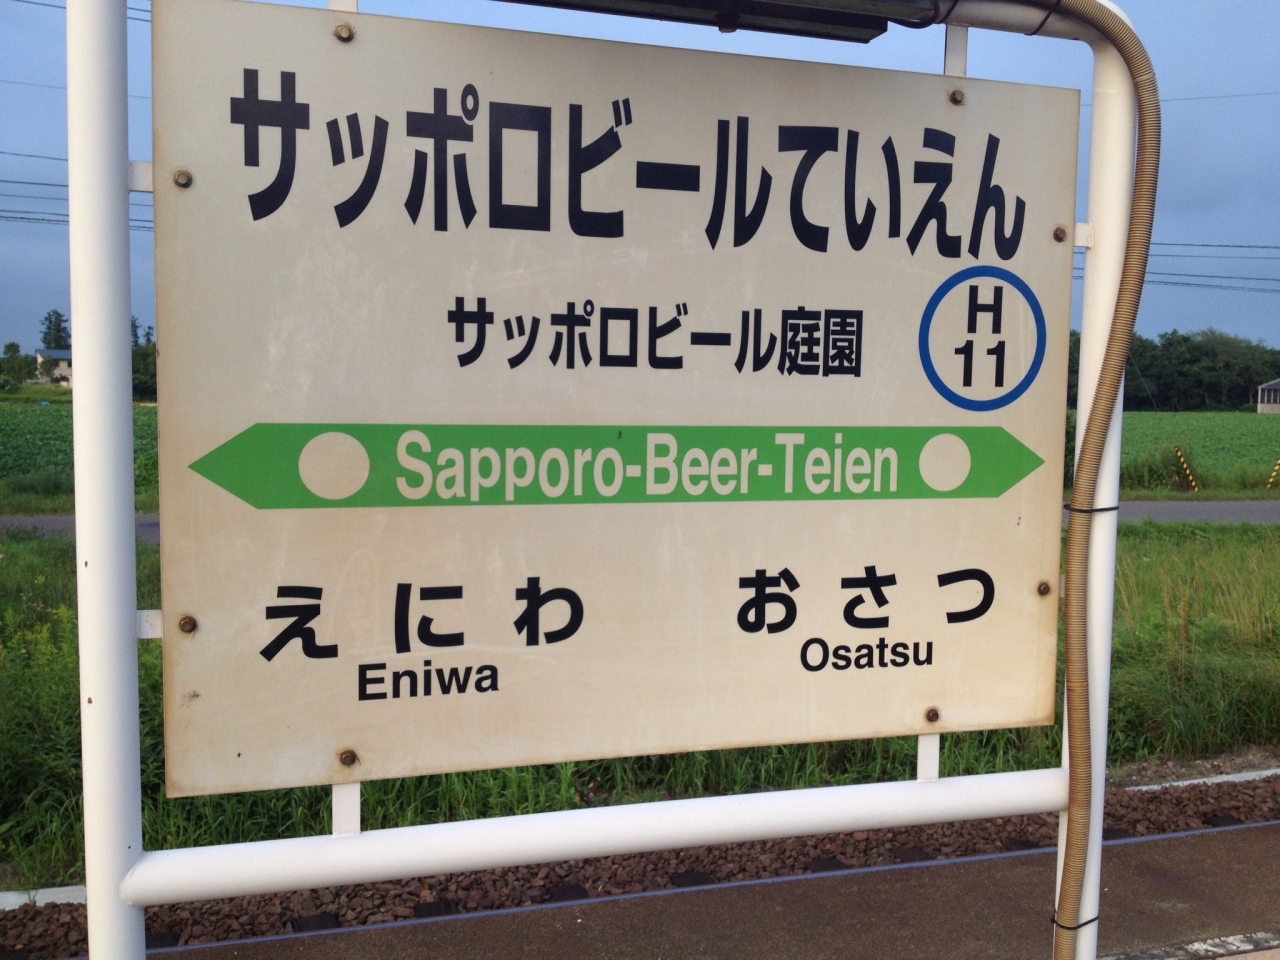 サッポロビールていえん
サッポロビール庭園
H
11
Sapporo-Beer-Teien
えにわ
Eniwa
おさつ
Osatsu